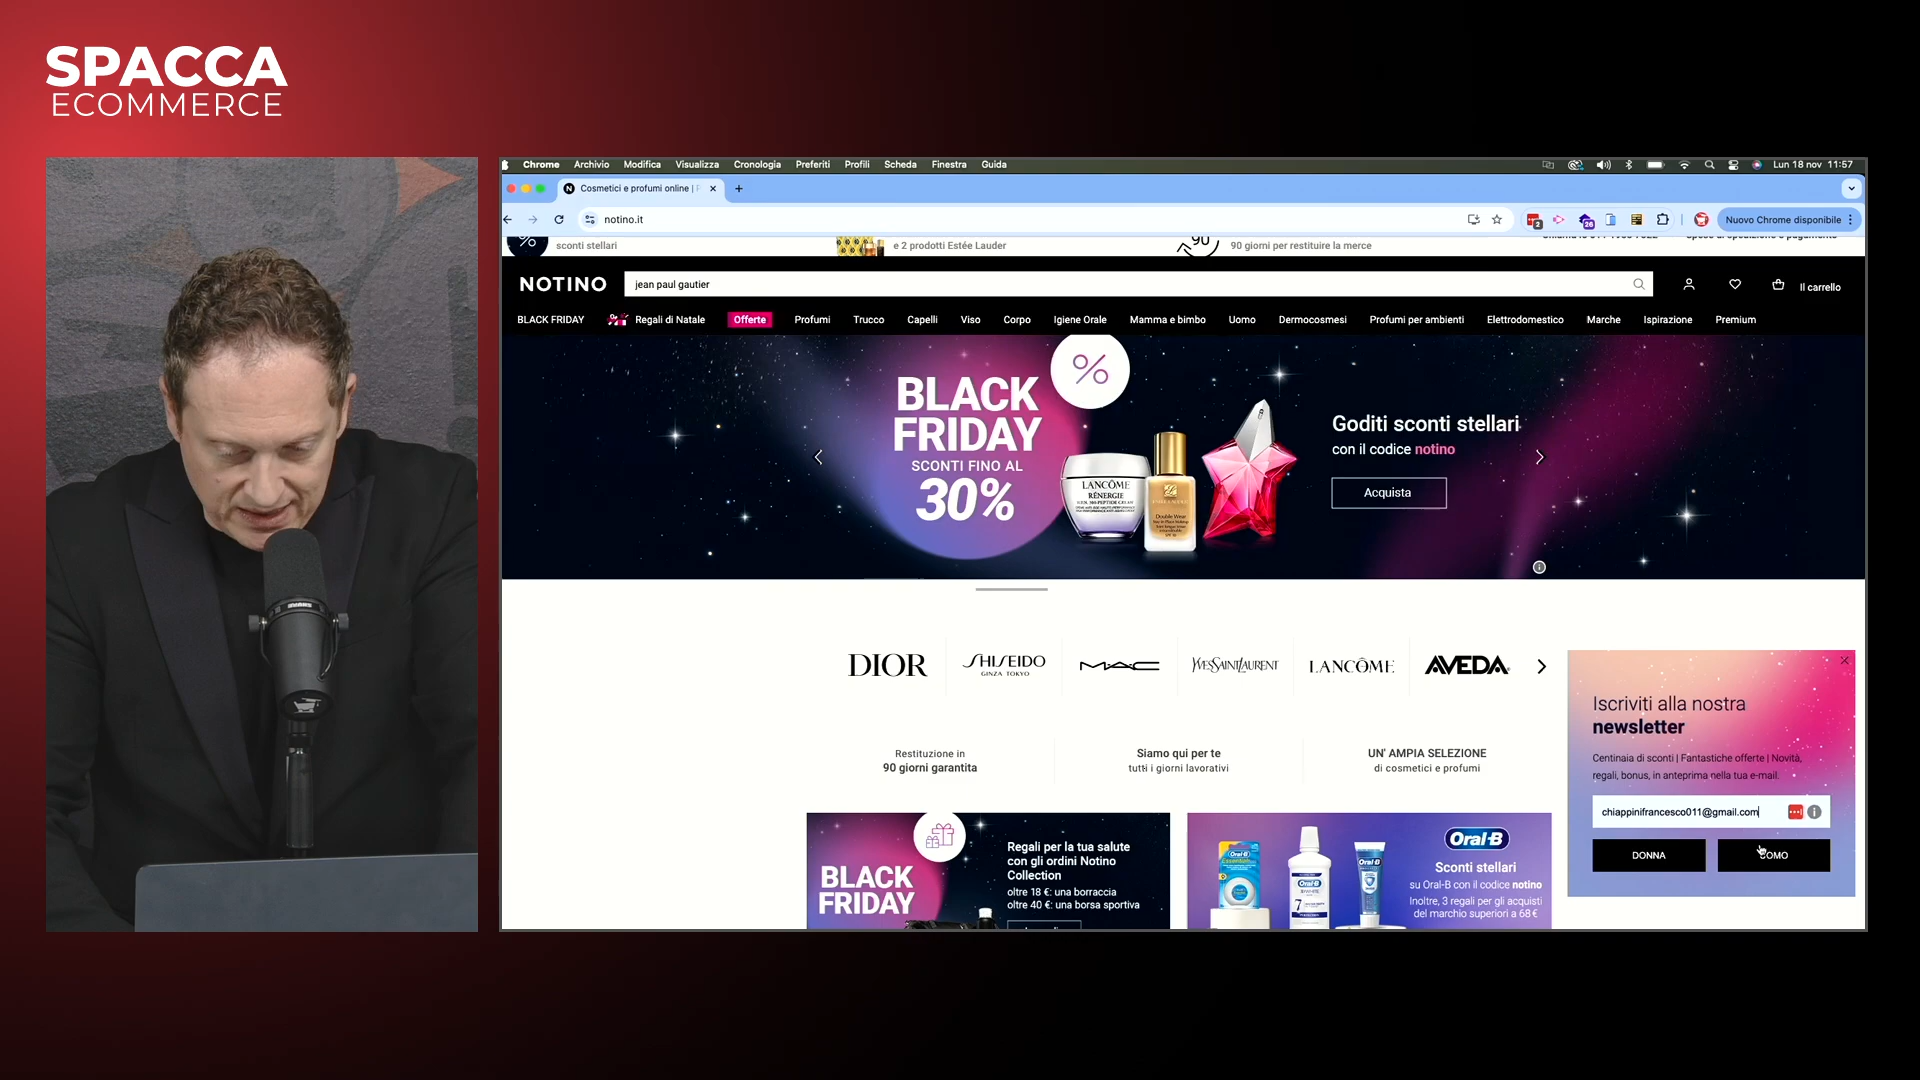 SPACCA
ECOMMERCE
Chrome Archivio Modifica Visualizza Cronologia Preferiti Profili Scheda Finestra Guida
Lun 18 nov 11:57
Cosmetici e profumi online |
notino.it
2
26
Nuovo Chrome disponibile
%
sconti stellari
e 2 prodotti Estée Lauder
90
90 giorni per restituire la merce
NOTINO
jean paul gautier
Il carrello
BLACK FRIDAY
Regali di Natale
Offerte
Profumi
Trucco
Capelli
Viso
Corpo
Igiene Orale
Mamma e bimbo
Uomo
Dermocosmesi
Profumi per ambienti
Elettrodomestico
Marche
Ispirazione
Premium
%
BLACK
FRIDAY
SCONTI FINO AL
30%
LANCÔME
RÉNERGIE
Double Wear
Goditi sconti stellari
con il codice notino
Acquista
DIOR
SHISEIDO
GINZA TOKYO
MAC
YVESSAINTLAURENT
LANCÔME
AVEDA
Restituzione in
90 giorni garantita
Siamo qui per te
tutti i giorni lavorativi
UN' AMPIA SELEZIONE
di cosmetici e profumi
BLACK
FRIDAY
Regali per la tua salute
con gli ordini Notino
Collection
oltre 18 €: una borraccia
oltre 40 €: una borsa sportiva
Oral-B
Sconti stellari
su Oral-B con il codice notino
Inoltre, 3 regali per gli acquisti
del marchio superiori a 68 €
Iscriviti alla nostra
newsletter
Centinaia di sconti | Fantastiche offerte | Novità,
regali, bonus, in anteprima nella tua e-mail.
chiappinifrancesco011@gmail.com
DONNA
UOMO